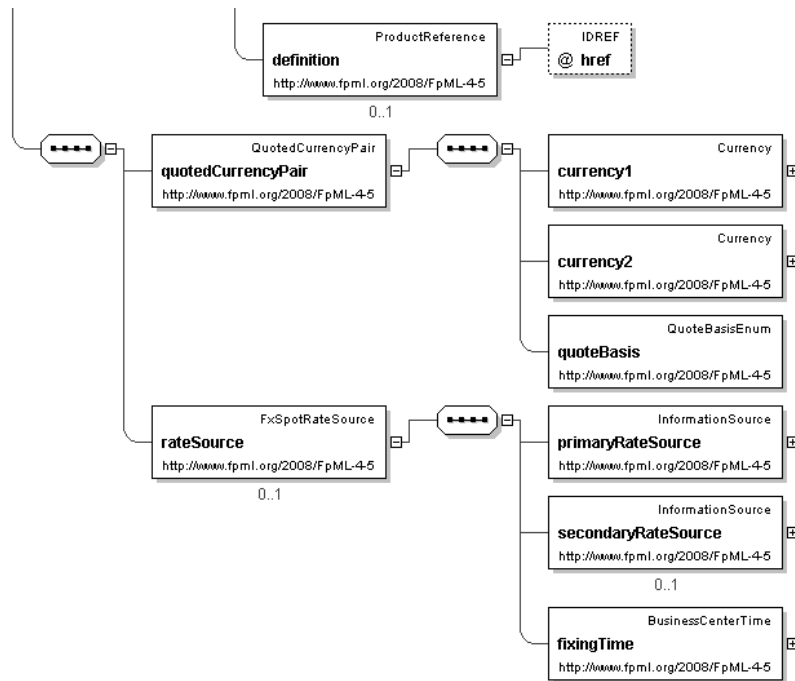 ProductReference
definition
http://www.fpml.org/2008/FpML-4-5
0..1
IDREF
@ href
QuotedCurrencyPair
quotedCurrencyPair
http://www.fpml.org/2008/FpML-4-5
Currency
currency1
http://www.fpml.org/2008/FpML-4-5
Currency
currency2
http://www.fpml.org/2008/FpML-4-5
QuoteBasisEnum
quoteBasis
http://www.fpml.org/2008/FpML-4-5
FxSpotRateSource
rateSource
http://www.fpml.org/2008/FpML-4-5
0..1
InformationSource
primaryRateSource
http://www.fpml.org/2008/FpML-4-5
InformationSource
secondaryRateSource
http://www.fpml.org/2008/FpML-4-5
0..1
BusinessCenterTime
fixingTime
http://www.fpml.org/2008/FpML-4-5